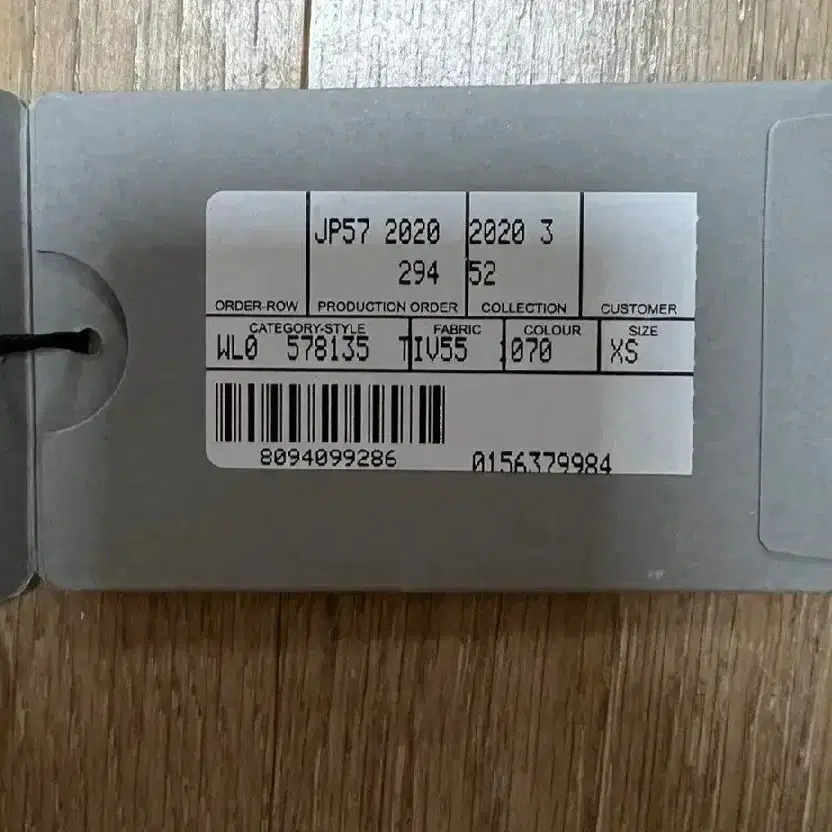 JP57 2020 2020 3
294 52
ORDER-ROW PRODUCTION ORDER COLLECTION CUSTOMER
CATEGORY-STYLE FABRIC COLOUR SIZE
WL0 578135 TIV55 1070 XS
8094099286 0156379984